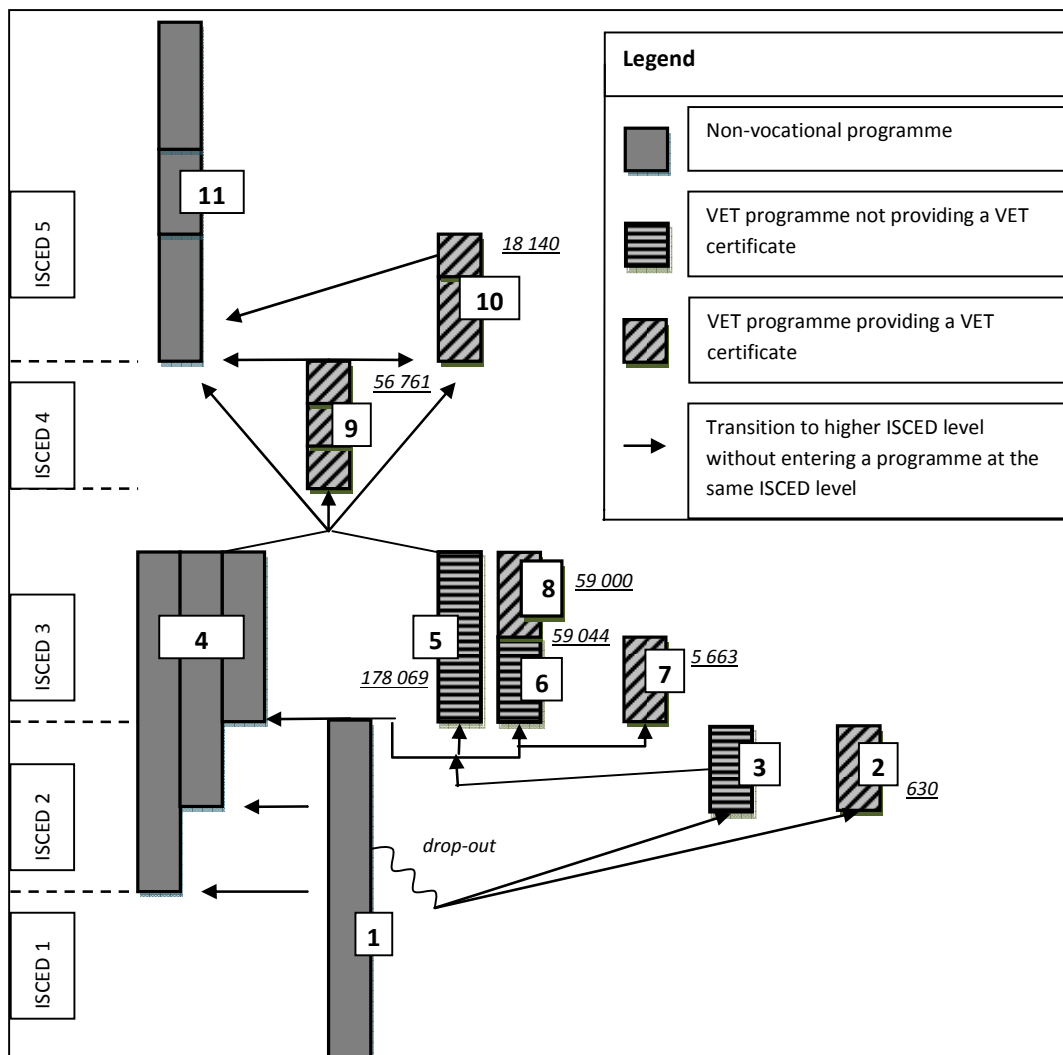 Legend
Non-vocational programme
VET programme not providing a VET
certificate
VET programme providing a VET
certificate
Transition to higher ISCED level
without entering a programme at the
same ISCED level
ISCED 5
11
18 140
10
ISCED 4
56 761
9
ISCED 3
4
5
178 069
8
59 000
59 044
6
7
5 663
ISCED 2
3
2
630
drop-out
ISCED 1
1